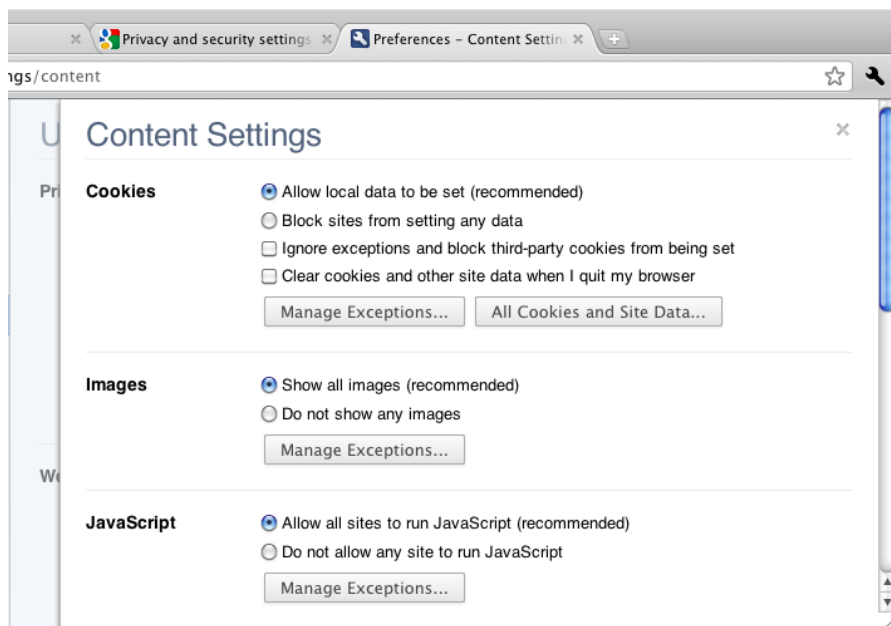 Privacy and security settings
Preferences – Content Settin
ngs/content
Content Settings
Cookies
Allow local data to be set (recommended)
Block sites from setting any data
Ignore exceptions and block third-party cookies from being set
Clear cookies and other site data when I quit my browser
Manage Exceptions...
All Cookies and Site Data...
Images
Show all images (recommended)
Do not show any images
Manage Exceptions...
JavaScript
Allow all sites to run JavaScript (recommended)
Do not allow any site to run JavaScript
Manage Exceptions...